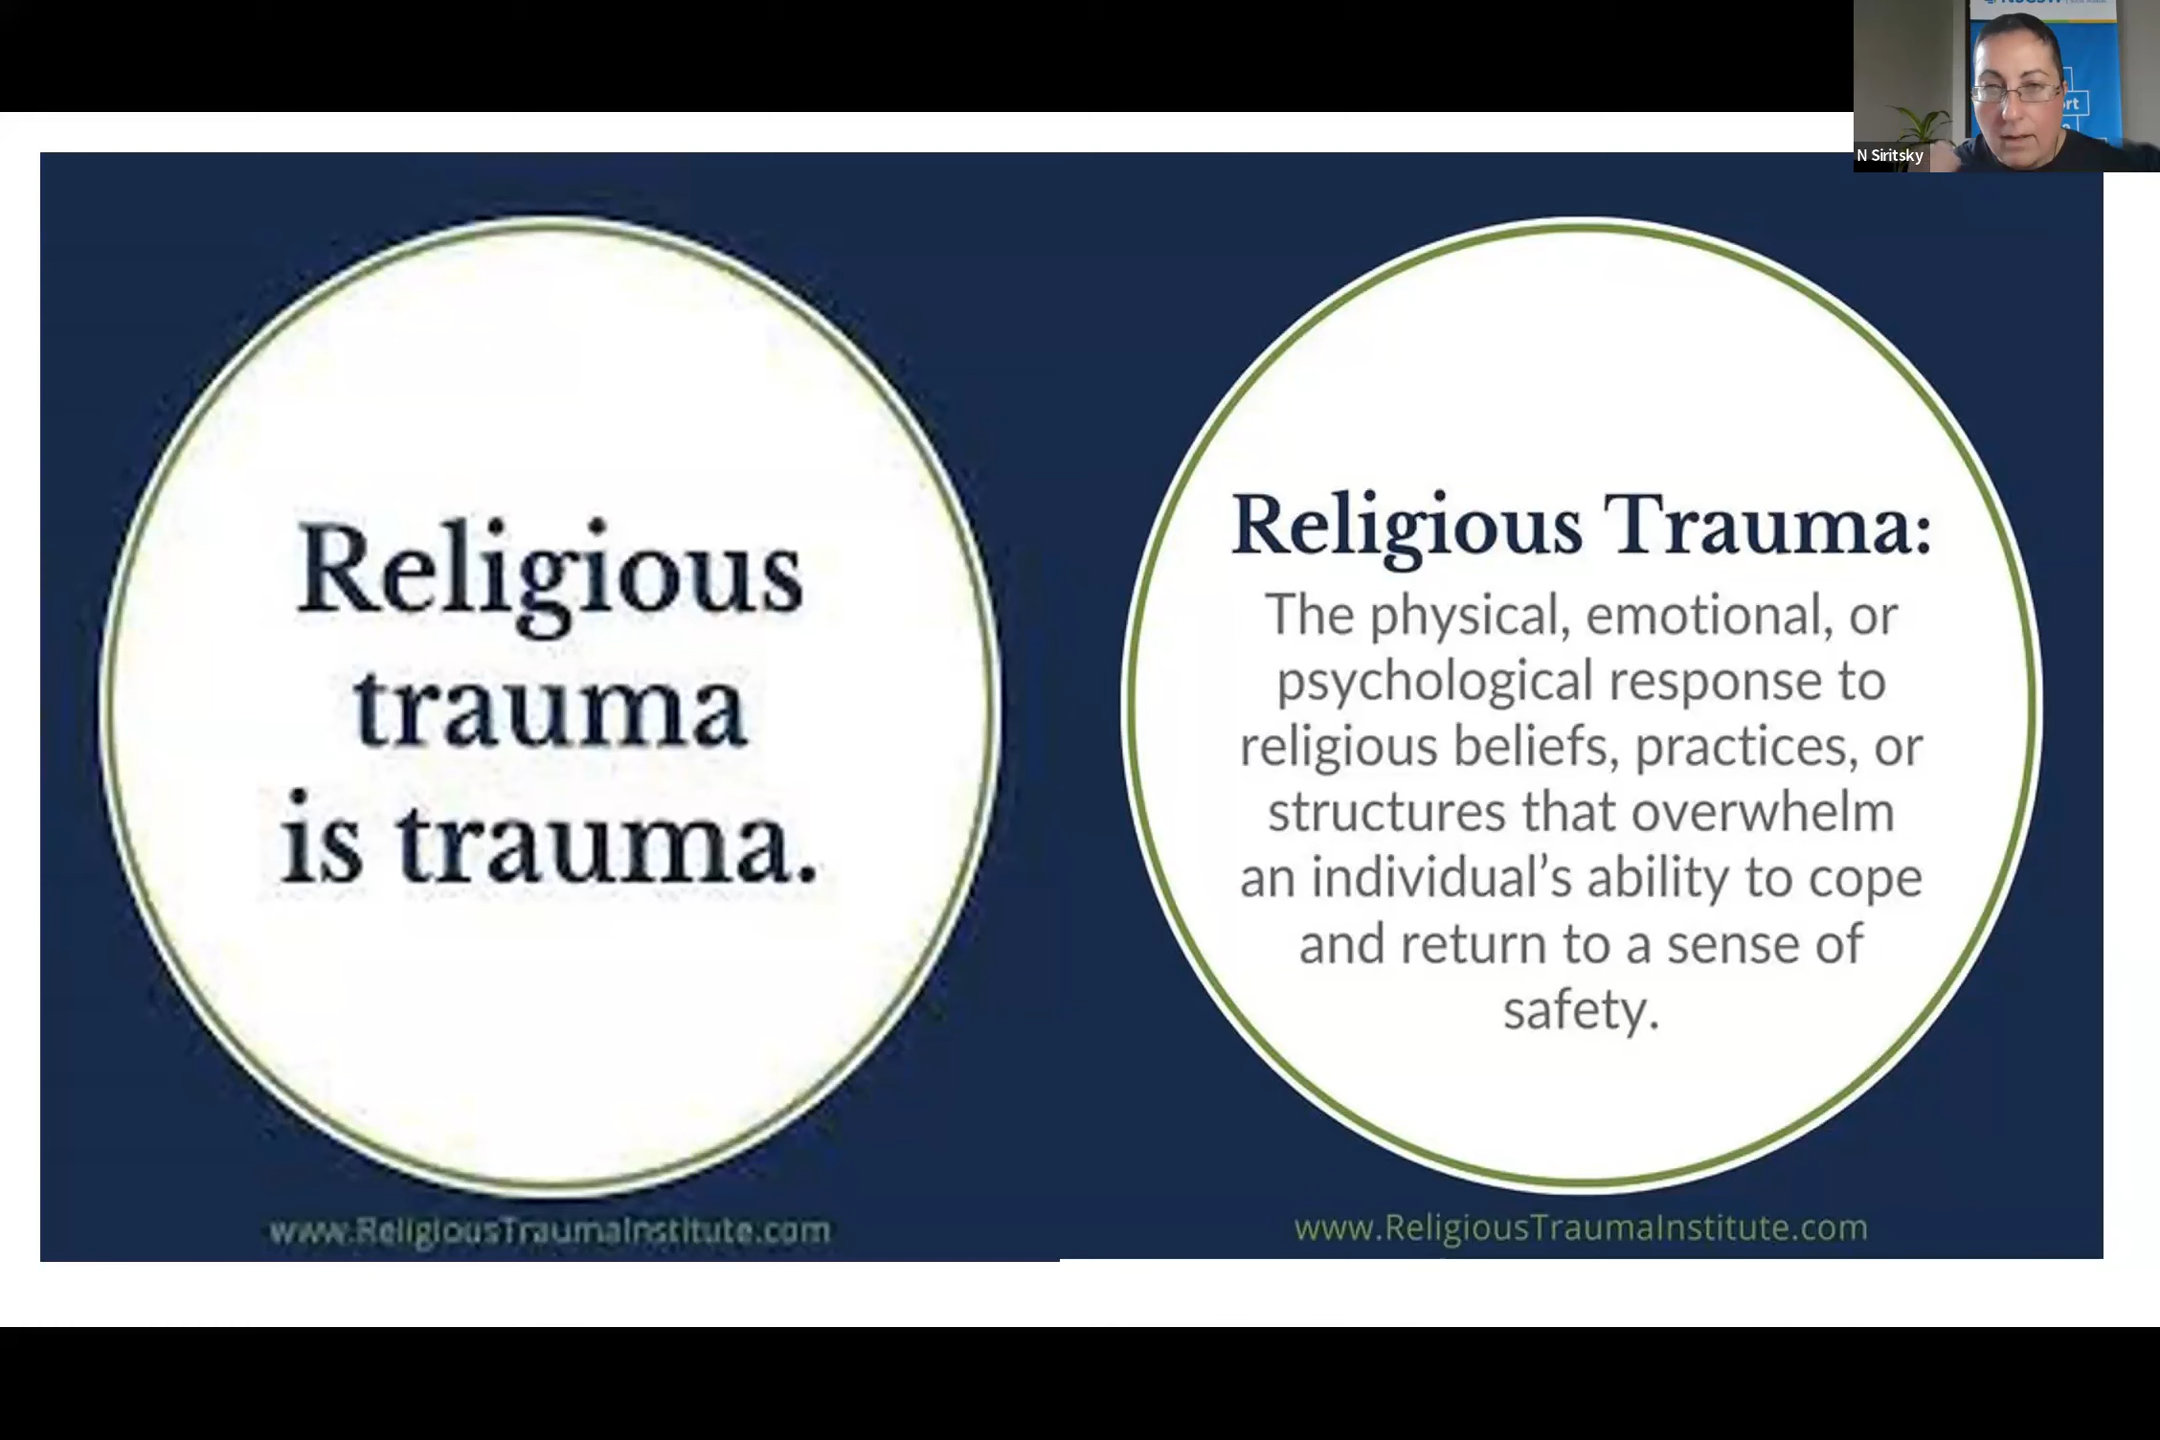 Religious
trauma
is trauma.
www.ReligiousTraumaInstitute.com
Religious Trauma:
The physical, emotional, or
psychological response to
religious beliefs, practices, or
structures that overwhelm
an individual’s ability to cope
and return to a sense of
safety.
www.ReligiousTraumaInstitute.com
N Siritsky